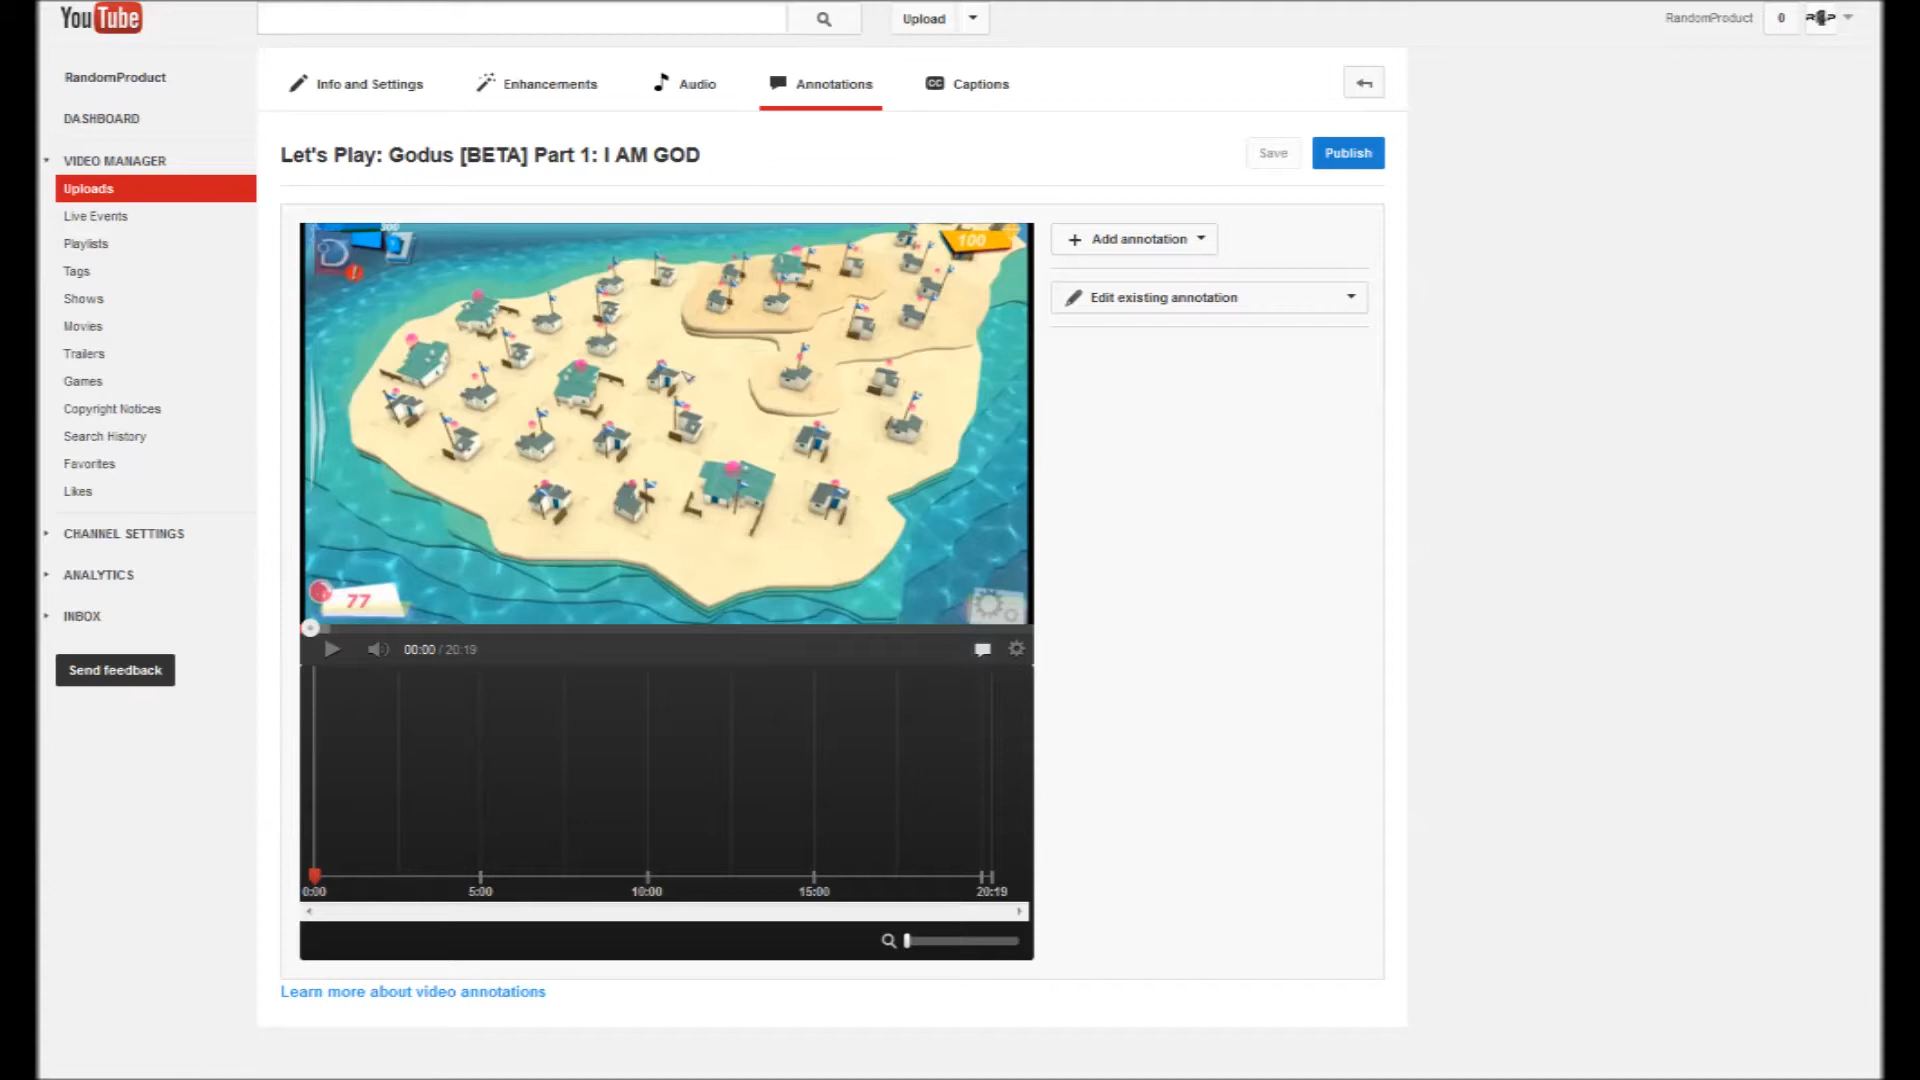 YouTube
Upload
RandomProduct
0
RandomProduct
DASHBOARD
VIDEO MANAGER
Uploads
Live Events
Playlists
Tags
Shows
Movies
Trailers
Games
Copyright Notices
Search History
Favorites
Likes
CHANNEL SETTINGS
ANALYTICS
INBOX
Send feedback
Info and Settings
Enhancements
Audio
Annotations
CC Captions
Let's Play: Godus [BETA] Part 1: I AM GOD
Save
Publish
300
100
77
+ Add annotation
Edit existing annotation
00:00 / 20:19
0:00
5:00
10:00
15:00
20:19
Learn more about video annotations